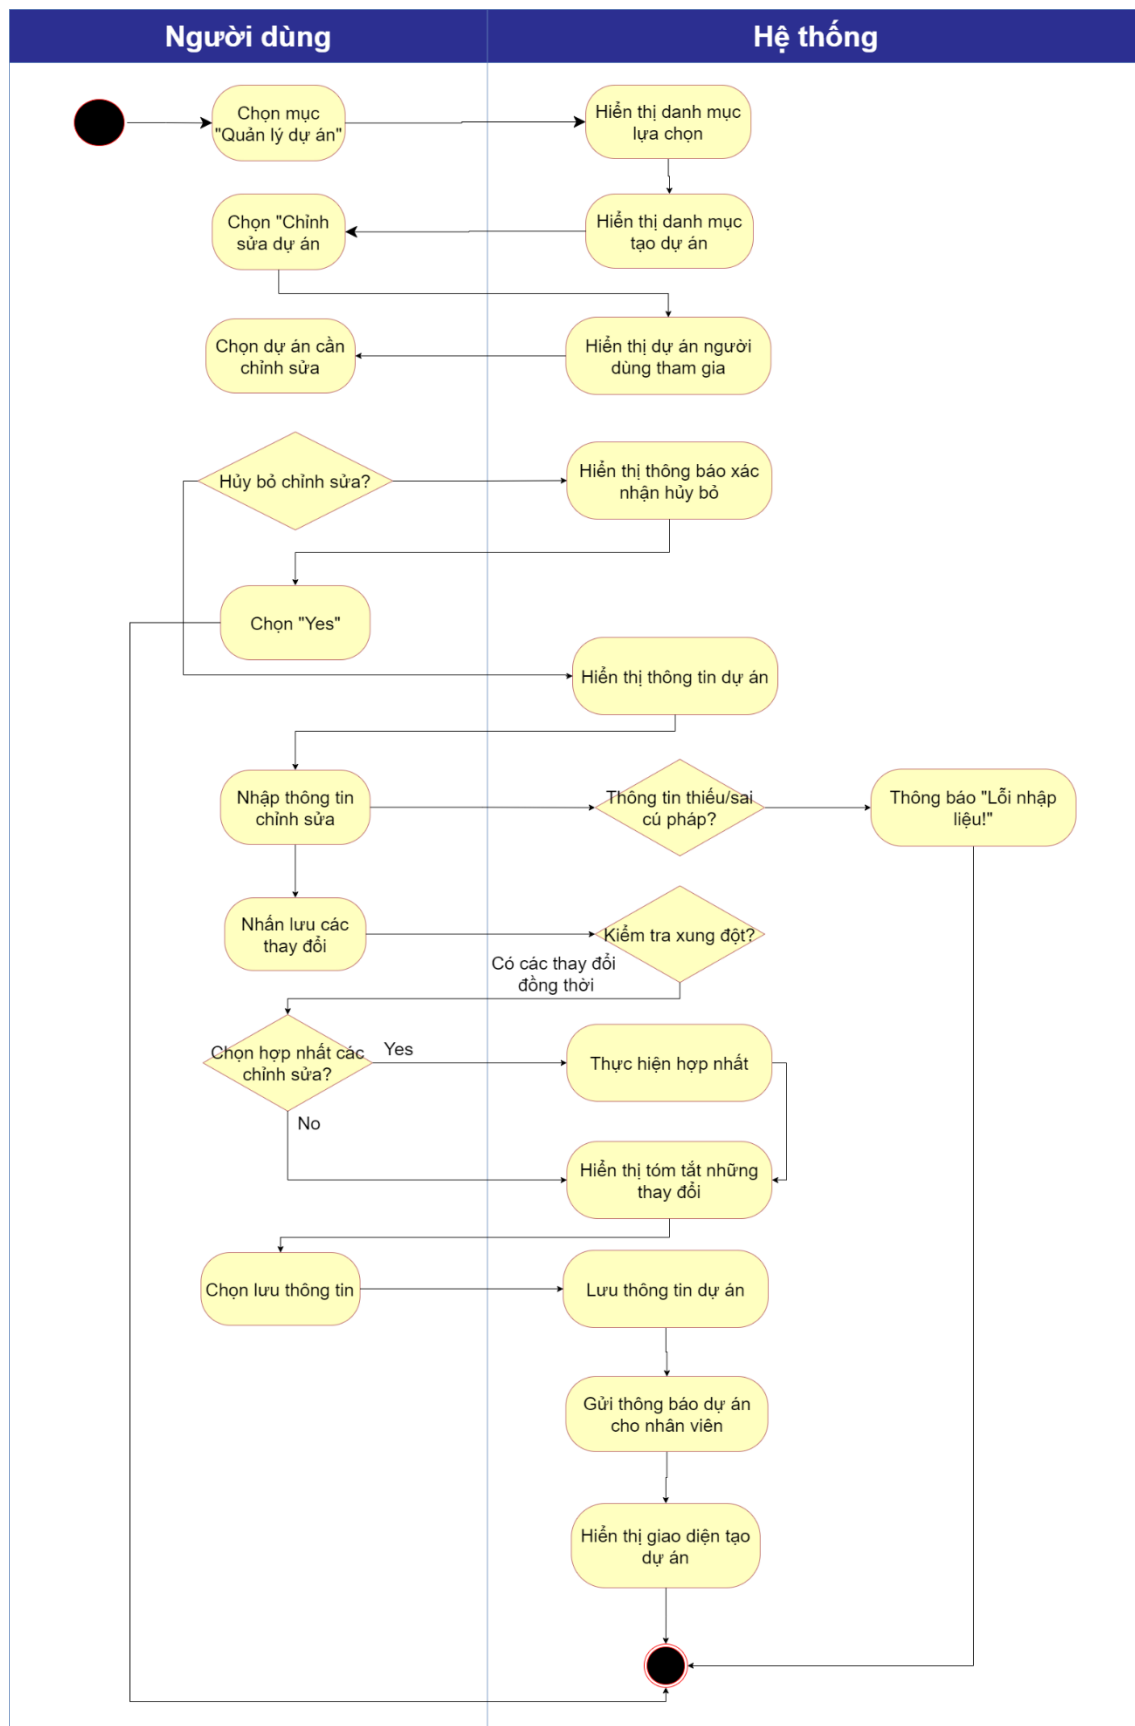 Người dùng
Hệ thống
Chọn mục
"Quản lý dự án"
Hiển thị danh mục
lựa chọn
Chọn "Chỉnh
sửa dự án
Hiển thị danh mục
tạo dự án
Chọn dự án cần
chỉnh sửa
Hiển thị dự án người
dùng tham gia
Hủy bỏ chỉnh sửa?
Hiển thị thông báo xác
nhận hủy bỏ
Chọn "Yes"
Hiển thị thông tin dự án
Nhập thông tin
chỉnh sửa
Thông tin thiếu/sai
cú pháp?
Thông báo "Lỗi nhập
liệu!"
Nhấn lưu các
thay đổi
Kiểm tra xung đột?
Có các thay đổi
đồng thời
Chọn hợp nhất các
chỉnh sửa?
Yes
Thực hiện hợp nhất
No
Hiển thị tóm tắt những
thay đổi
Chọn lưu thông tin
Lưu thông tin dự án
Gửi thông báo dự án
cho nhân viên
Hiển thị giao diện tạo
dự án